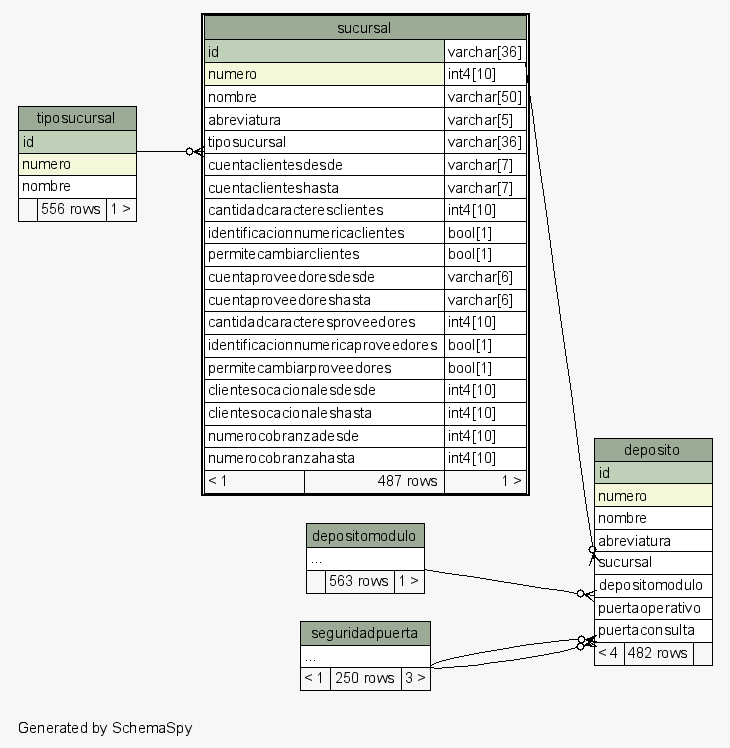 sucursal
id varchar[36]
numero int4[10]
nombre varchar[50]
abreviatura varchar[5]
tiposucursal varchar[36]
cuentaclientesdesde varchar[7]
cuentaclienteshasta varchar[7]
cantidadcaracteresclientes int4[10]
identificacionnumericaclientes bool[1]
permitecambiarclientes bool[1]
cuentaproveedoresdesde varchar[6]
cuentaproveedoreshasta varchar[6]
cantidadcaracteresproveedores int4[10]
identificacionnumericaproveedores bool[1]
permitecambiarproveedores bool[1]
clientesocacionalesdesde int4[10]
clientesocacionaleshasta int4[10]
numerocobranzadesde int4[10]
numerocobranzahasta int4[10]
< 1 487 rows 1 >
tiposucursal
id
numero
nombre
556 rows 1 >
deposito
id
numero
nombre
abreviatura
sucursal
depositomodulo
puertaoperativo
puertaconsulta
< 4 482 rows
depositomodulo
...
563 rows 1 >
seguridadpuerta
...
< 1 250 rows 3 >
Generated by SchemaSpy